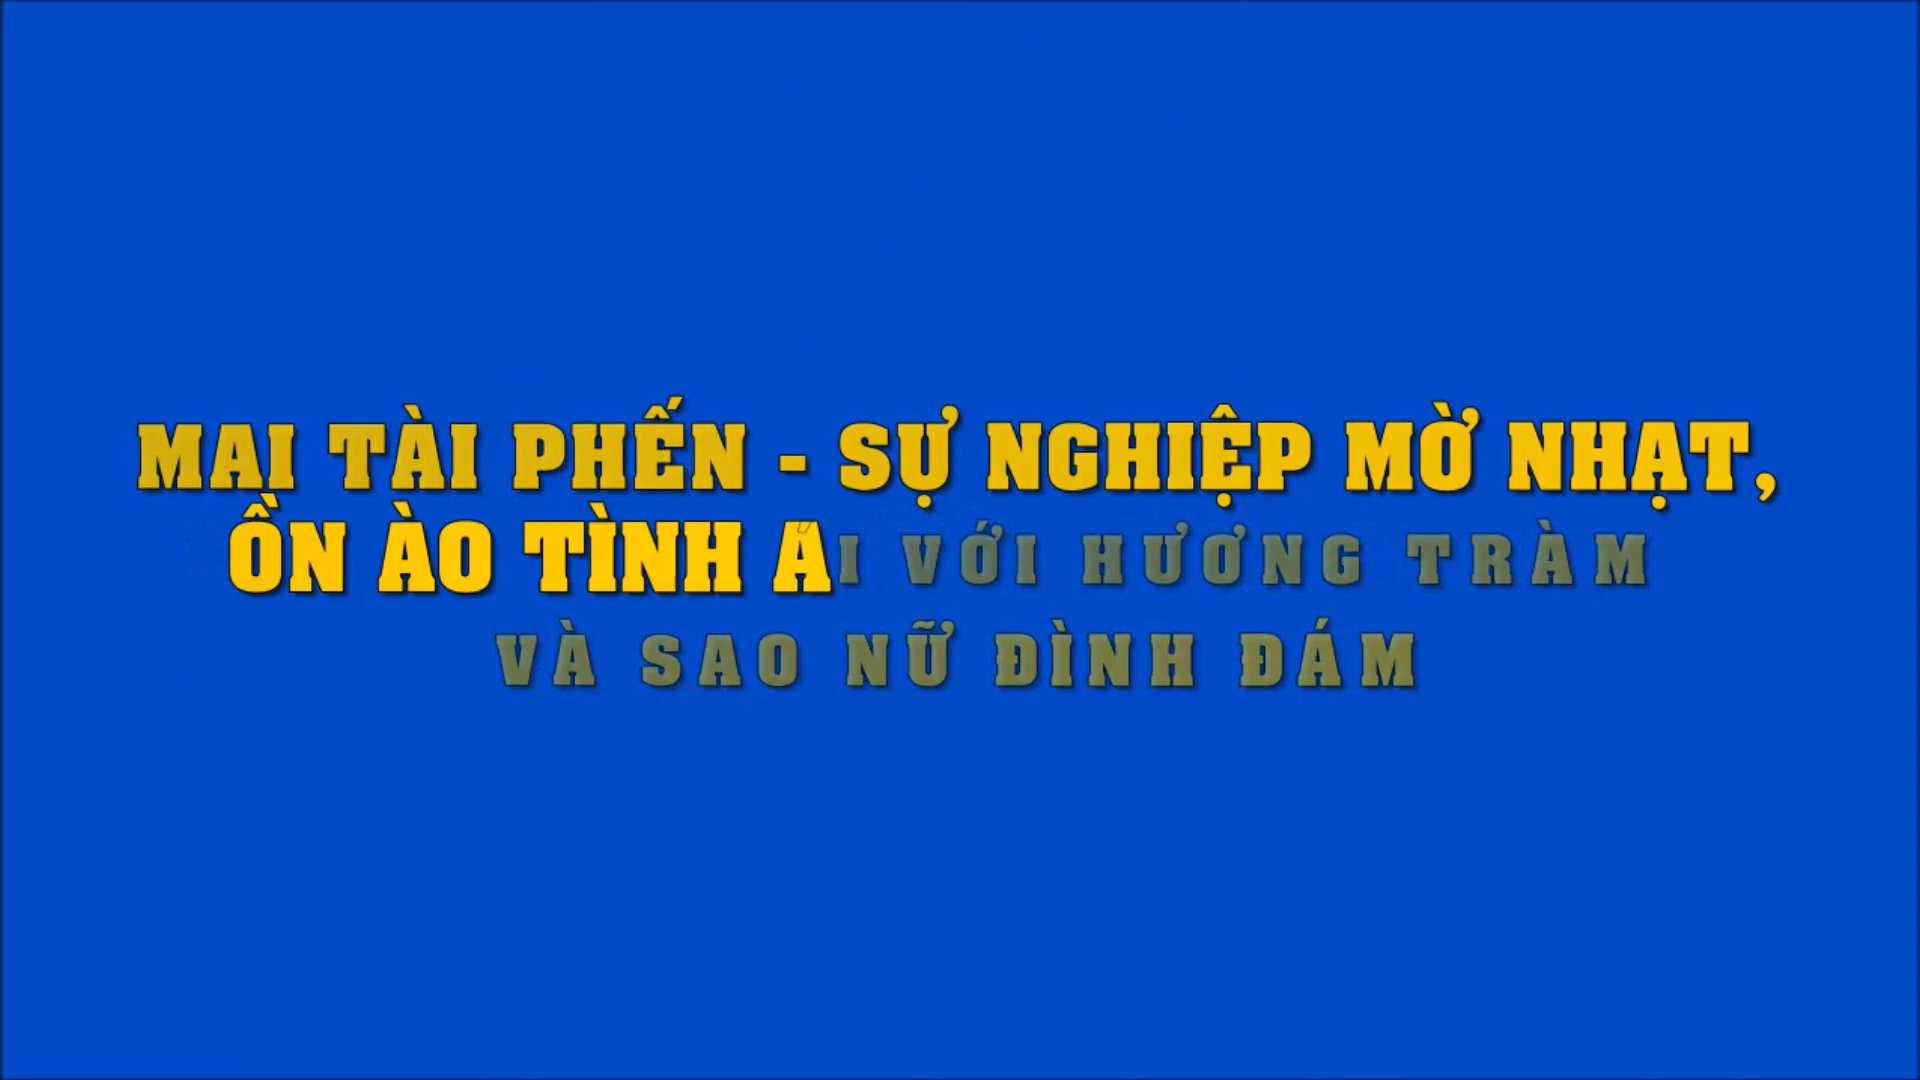 MAI TÀI PHẾN - SỰ NGHIỆP MỜ NHẠT,
ỒN ÀO TÌNH ÁI VỚI HƯƠNG TRÀM
VÀ SAO NỮ ĐÌNH ĐÁM